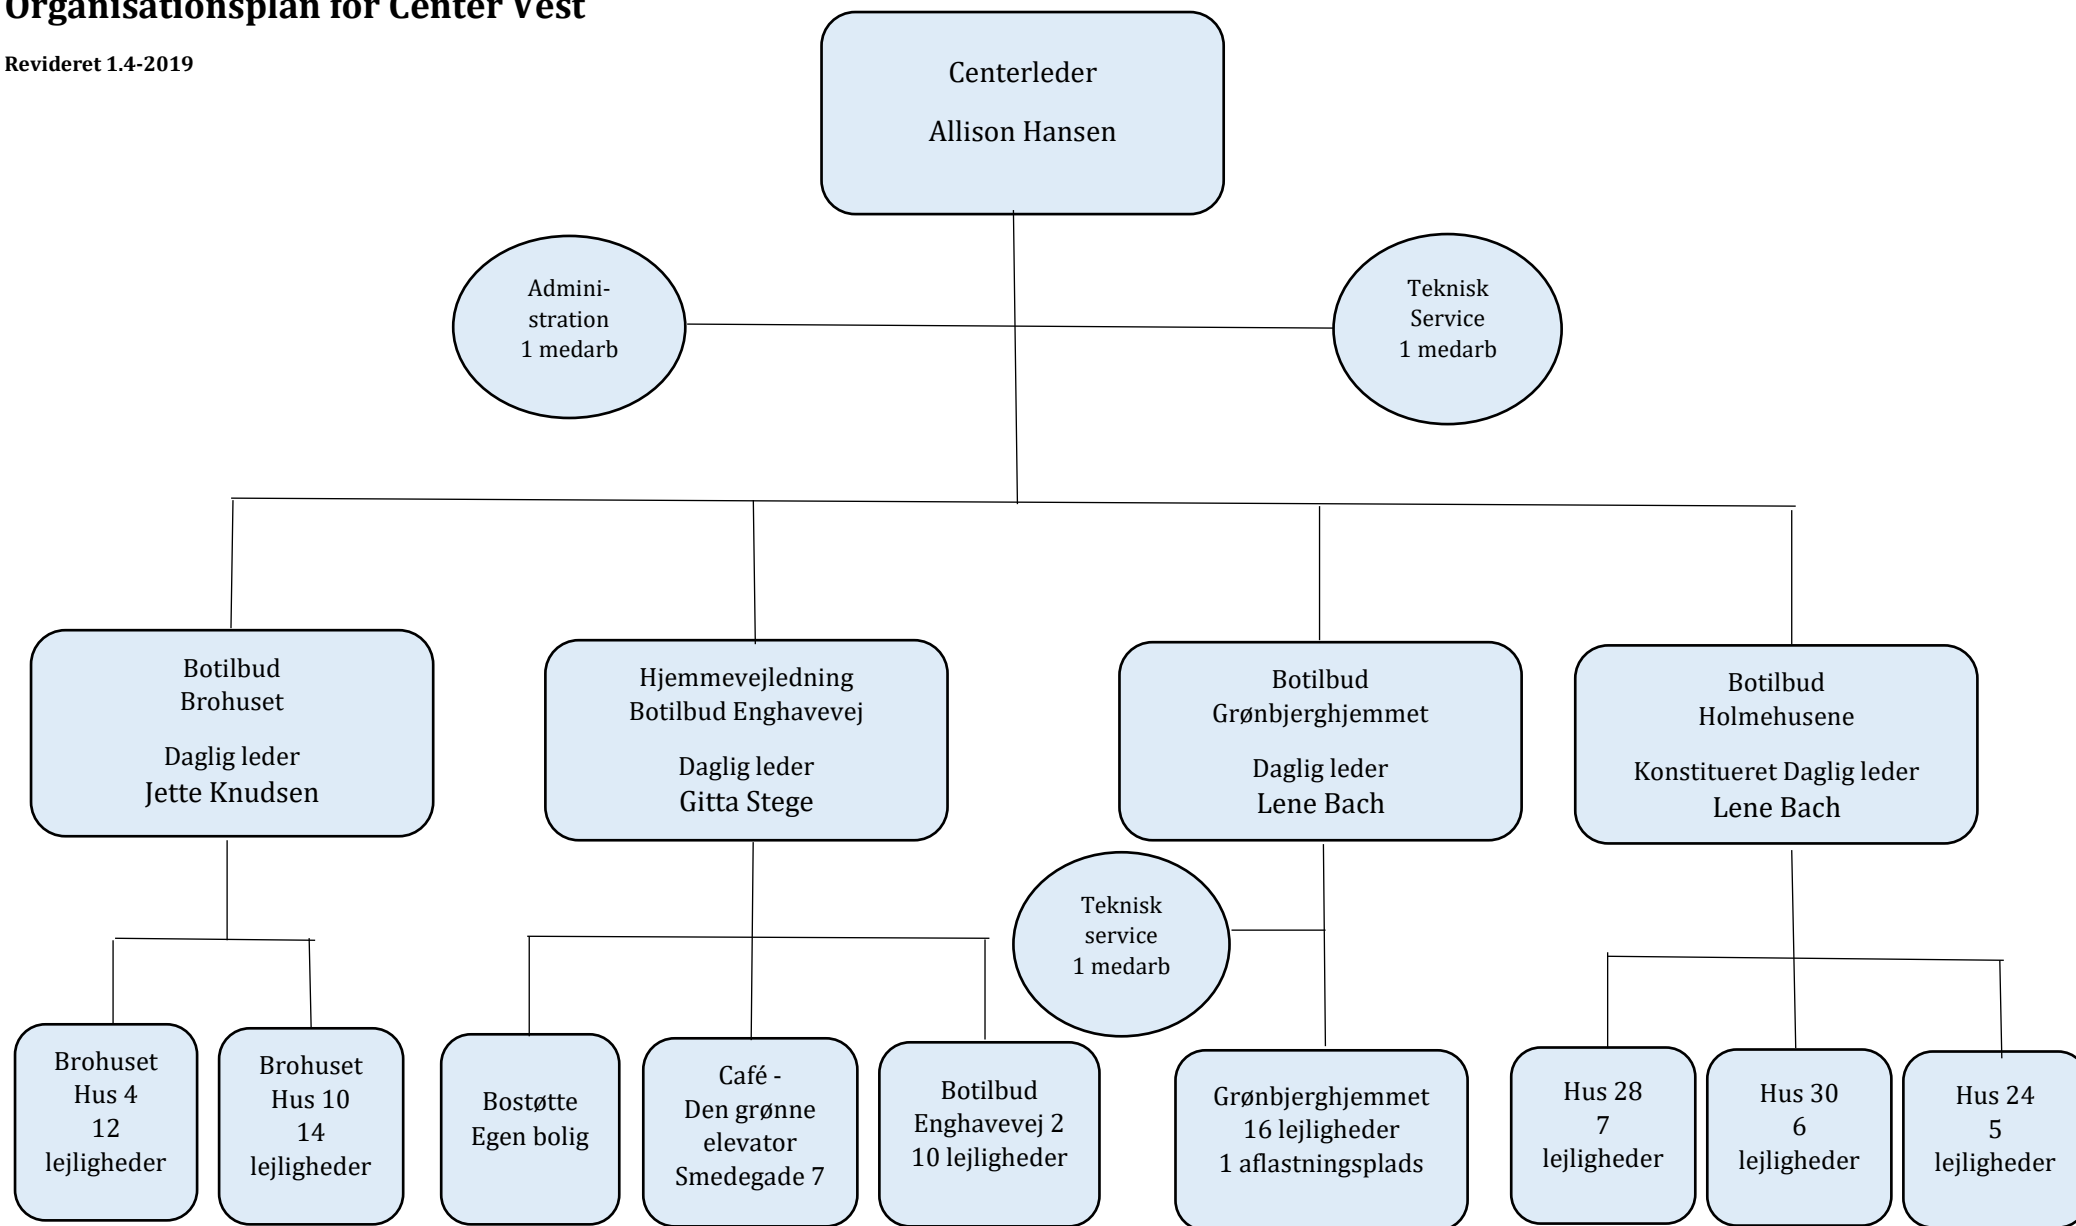 Organisationsplan for Center Vest
Revideret 1.4-2019
Centerleder
Allison Hansen
Admini-
stration
1 medarb
Teknisk
Service
1 medarb
Botilbud
Brohuset
Daglig leder
Jette Knudsen
Hjemmevejledning
Botilbud Enghavevej
Daglig leder
Gitta Stege
Botilbud
Grønbjerghjemmet
Daglig leder
Lene Bach
Botilbud
Holmehusene
Konstitueret Daglig leder
Lene Bach
Teknisk
service
1 medarb
Brohuset
Hus 4
12
lejligheder
Brohuset
Hus 10
14
lejligheder
Bostøtte
Egen bolig
Café -
Den grønne
elevator
Smedegade 7
Botilbud
Enghavevej 2
10 lejligheder
Grønbjerghjemmet
16 lejligheder
1 aflastningsplads
Hus 28
7
lejligheder
Hus 30
6
lejligheder
Hus 24
5
lejligheder